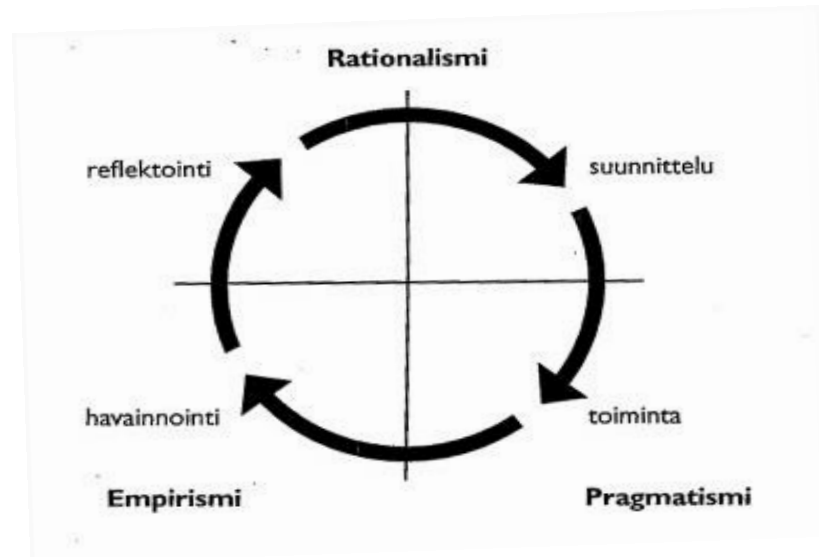 Rationalismi
reflektointi
suunnittelu
havainnointi
toiminta
Empirismi
Pragmatismi